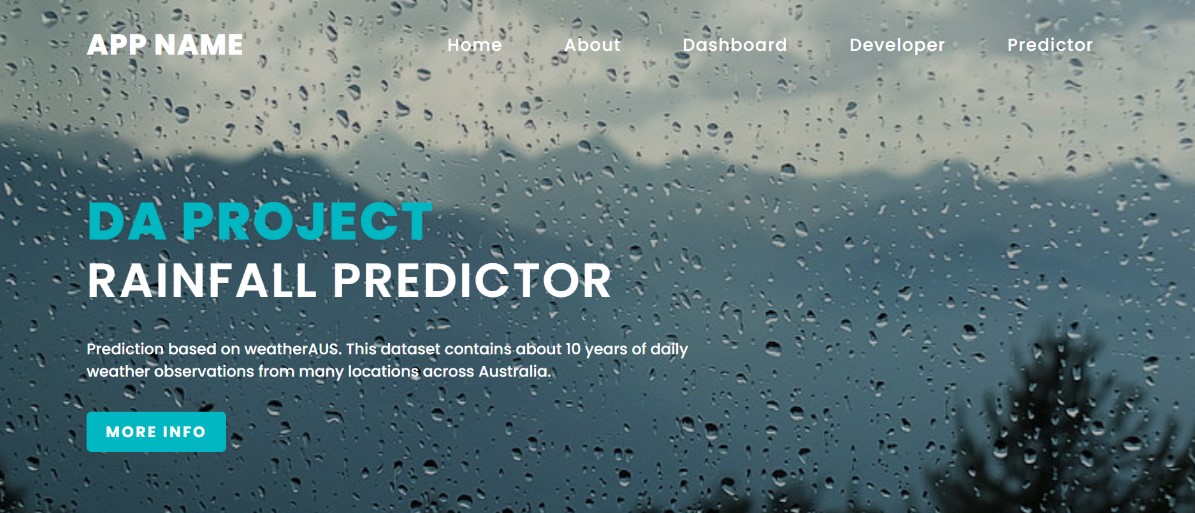 APP NAME
Home About Dashboard Developer Predictor
DA PROJECT
RAINFALL PREDICTOR
Prediction based on weatherAUS. This dataset contains about 10 years of daily
weather observations from many locations across Australia.
MORE INFO